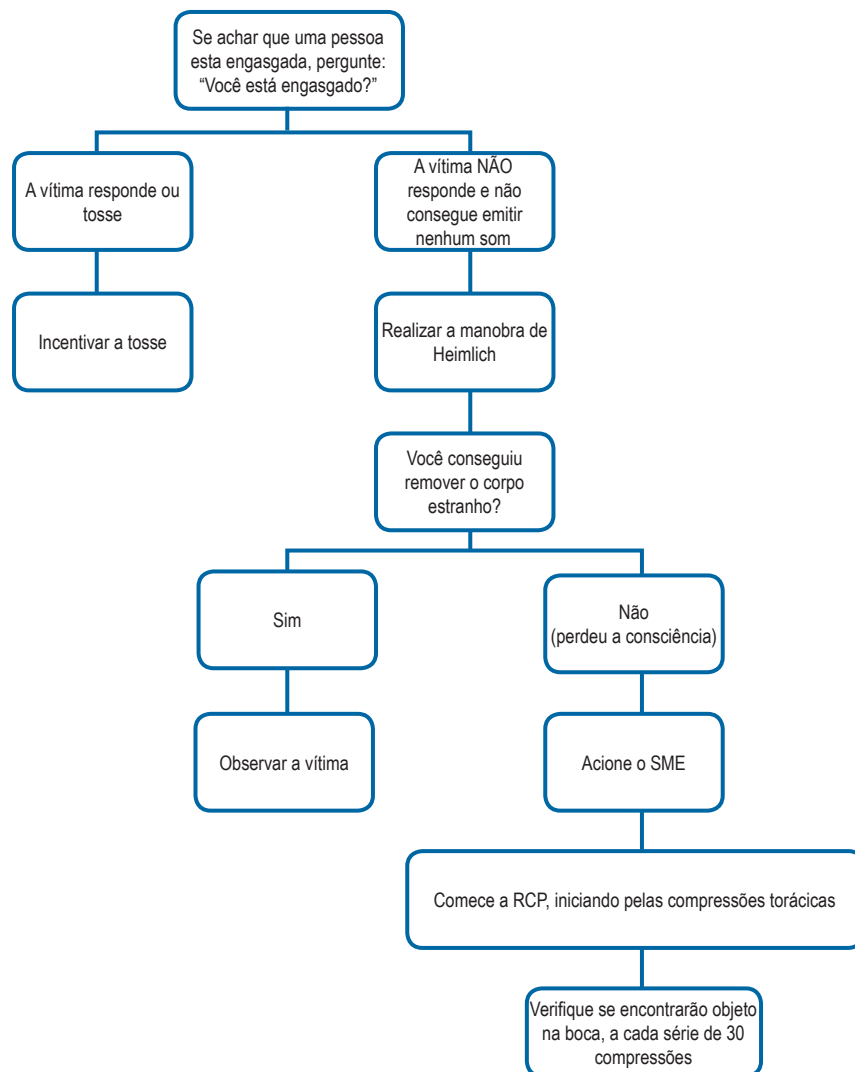 Se achar que uma pessoa
esta engasgada, pergunte:
“Você está engasgado?”
A vítima responde ou
tosse
A vítima NÃO
responde e não
consegue emitir
nenhum som
Incentivar a tosse
Realizar a manobra de
Heimlich
Você conseguiu
remover o corpo
estranho?
Sim
Não
(perdeu a consciência)
Observar a vítima
Acione o SME
Comece a RCP, iniciando pelas compressões torácicas
Verifique se encontrarão objeto
na boca, a cada série de 30
compressões